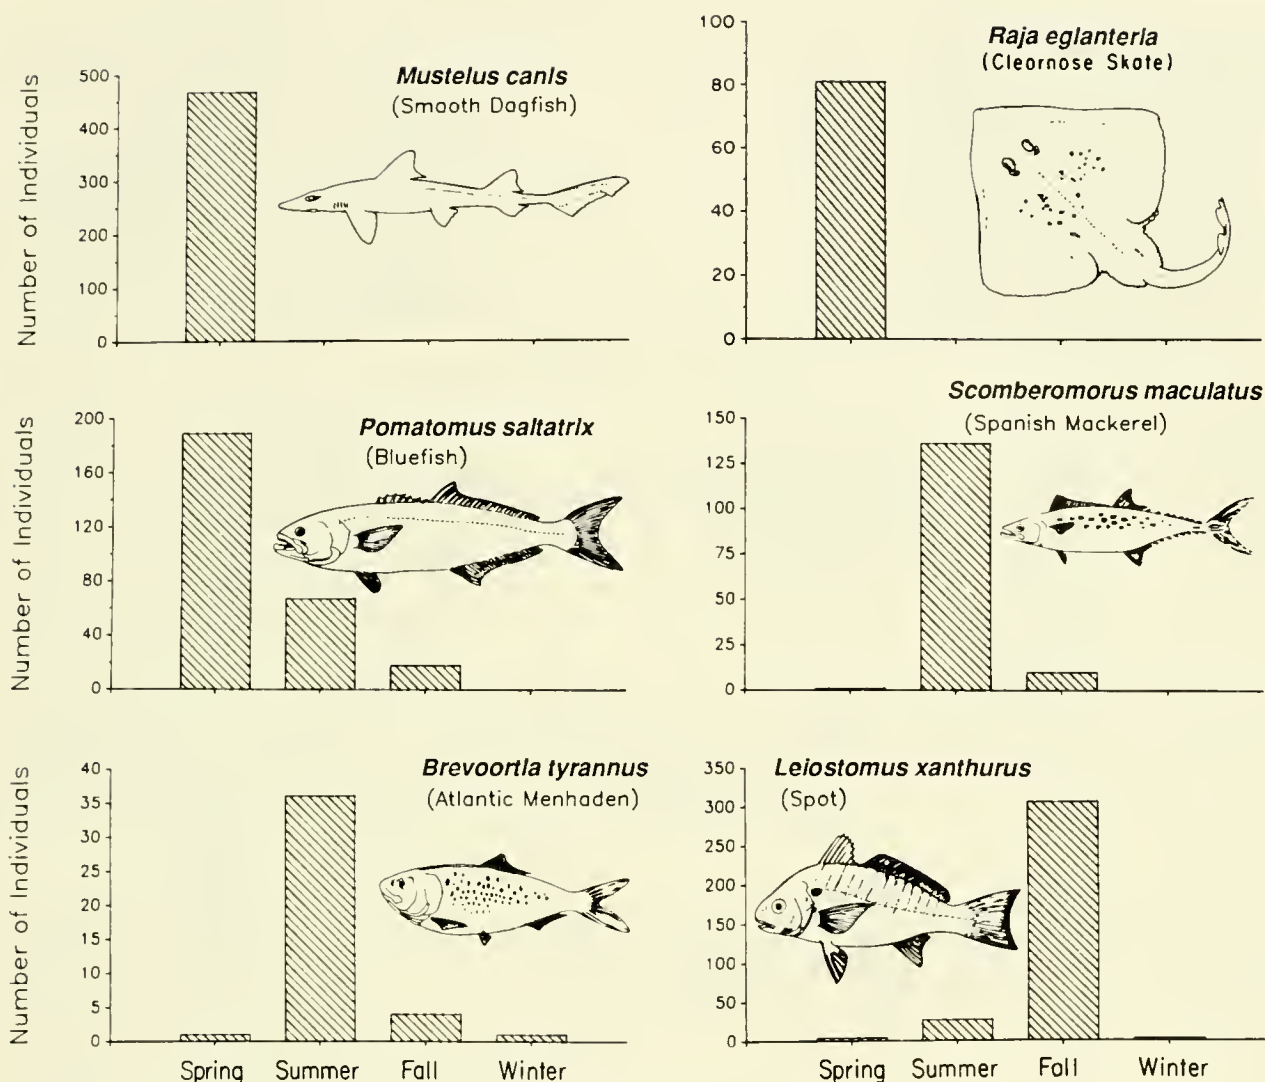 Mustelus canis
(Smooth Dogfish)
Number of Individuals
500
400
300
200
100
0
Raja eglanteria
(Clearnose Skate)
100
80
60
40
20
0
Pomatomus saltatrix
(Bluefish)
Number of Individuals
200
160
120
80
40
0
Scomberomorus maculatus
(Spanish Mackerel)
150
125
100
75
50
25
0
Brevoortia tyrannus
(Atlantic Menhaden)
Number of Individuals
40
35
30
25
20
15
10
5
0
Spring Summer Fall Winter
Leiostomus xanthurus
(Spot)
350
300
250
200
150
100
50
0
Spring Summer Fall Winter